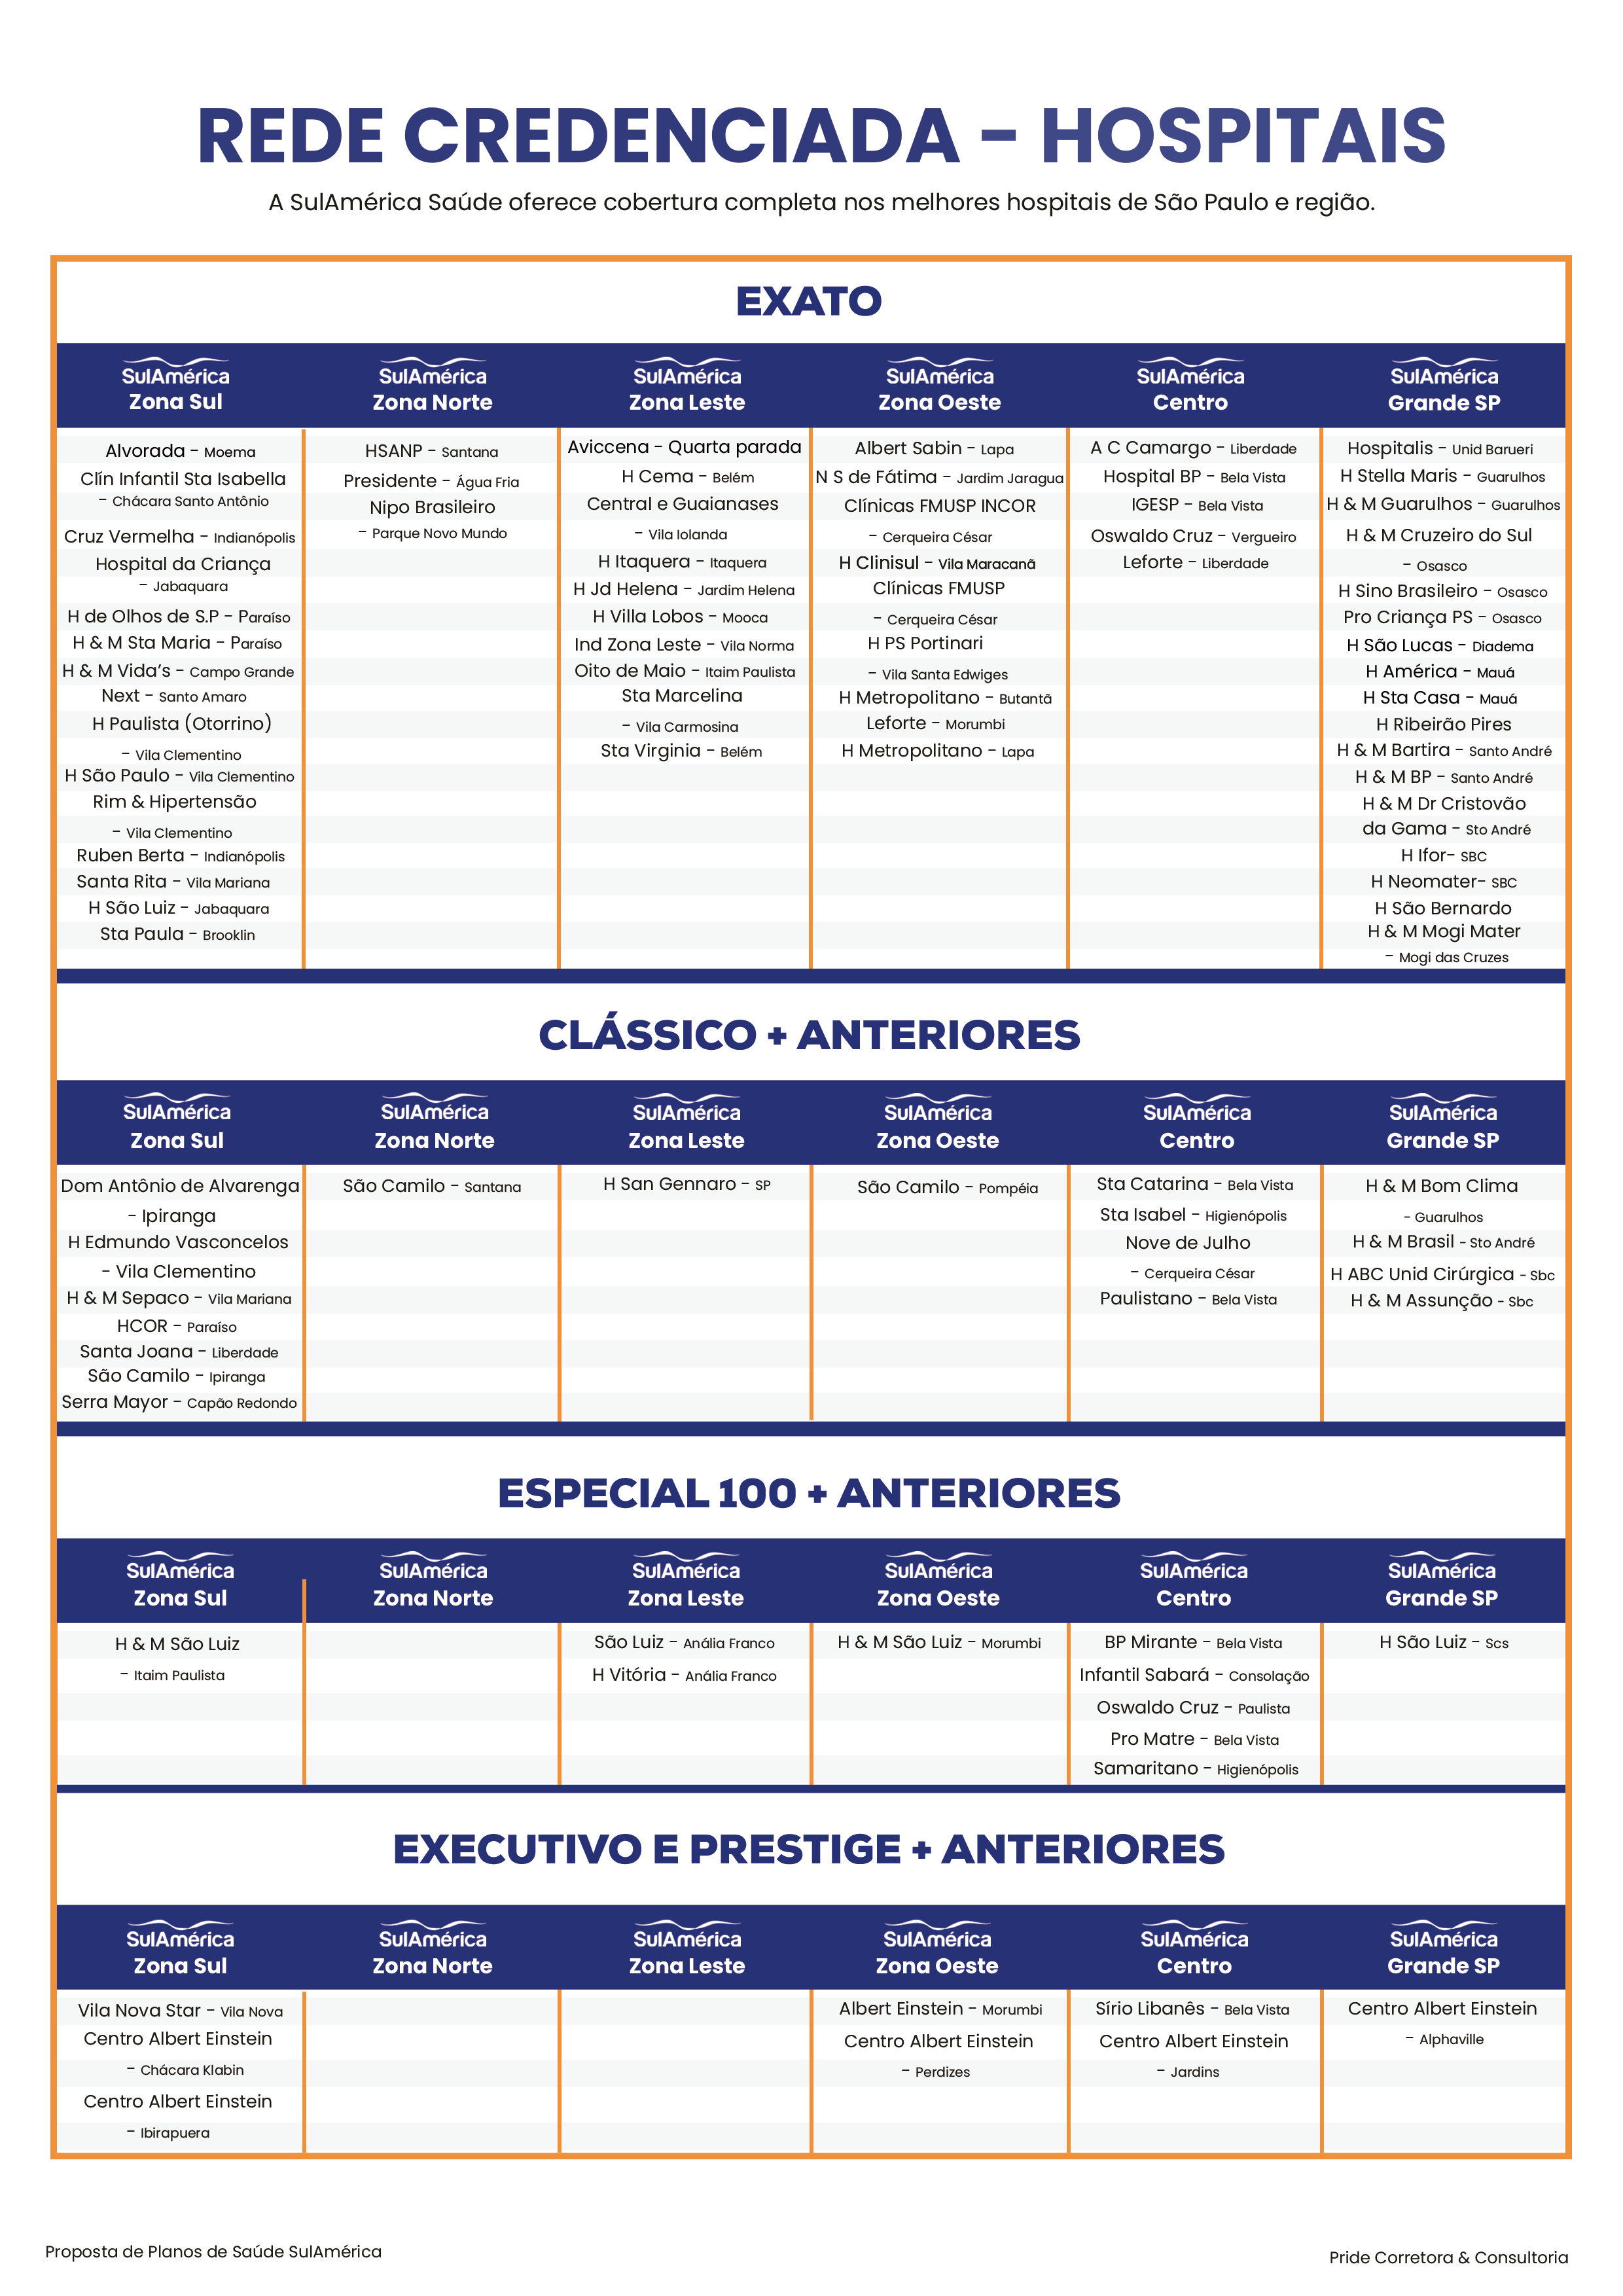 REDE CREDENCIADA - HOSPITAIS
A SulAmérica Saúde oferece cobertura completa nos melhores hospitais de São Paulo e região.
EXATO
SulAmérica
Zona Sul
Alvorada - Moema
Clín Infantil Sta Isabella
- Chácara Santo Antônio
Cruz Vermelha - Indianópolis
Hospital da Criança
- Jabaquara
H de Olhos de S.P - Paraíso
H & M Sta Maria - Paraíso
H & M Vida's - Campo Grande
Next - Santo Amaro
H Paulista (Otorrino)
- Vila Clementino
H São Paulo - Vila Clementino
Rim & Hipertensão
- Vila Clementino
Ruben Berta - Indianópolis
Santa Rita - Vila Mariana
H São Luiz - Jabaquara
Sta Paula - Brooklin
SulAmérica
Zona Norte
HSANP - Santana
Presidente - Água Fria
Nipo Brasileiro
- Parque Novo Mundo
SulAmérica
Zona Leste
Aviccena - Quarta parada
H Cema - Belém
Central e Guaianases
- Vila Iolanda
H Itaquera - Itaquera
H Jd Helena - Jardim Helena
H Villa Lobos - Mooca
Ind Zona Leste - Vila Norma
Oito de Maio - Itaim Paulista
Sta Marcelina
- Vila Carmosina
Sta Virginia - Belém
SulAmérica
Zona Oeste
Albert Sabin - Lapa
N S de Fátima - Jardim Jaragua
Clínicas FMUSP INCOR
- Cerqueira César
H Clinisul - Vila Maracanã
Clínicas FMUSP
- Cerqueira César
H PS Portinari
- Vila Santa Edwiges
H Metropolitano - Butantã
Leforte - Morumbi
H Metropolitano - Lapa
SulAmérica
Centro
A C Camargo - Liberdade
Hospital BP - Bela Vista
IGESP - Bela Vista
Oswaldo Cruz - Vergueiro
Leforte - Liberdade
SulAmérica
Grande SP
Hospitalis - Unid Barueri
H Stella Maris - Guarulhos
H & M Guarulhos - Guarulhos
H & M Cruzeiro do Sul
- Osasco
H Sino Brasileiro - Osasco
Pro Criança PS - Osasco
H São Lucas - Diadema
H América - Mauá
H Sta Casa - Mauá
H Ribeirão Pires
H & M Bartira - Santo André
H & M BP - Santo André
H & M Dr Cristovão
da Gama - Sto André
H Ifor- SBC
H Neomater- SBC
H São Bernardo
H & M Mogi Mater
- Mogi das Cruzes
CLÁSSICO + ANTERIORES
SulAmérica
Zona Sul
Dom Antônio de Alvarenga
- Ipiranga
H Edmundo Vasconcelos
- Vila Clementino
H & M Sepaco - Vila Mariana
HCOR - Paraíso
Santa Joana - Liberdade
São Camilo - Ipiranga
Serra Mayor - Capão Redondo
SulAmérica
Zona Norte
São Camilo - Santana
SulAmérica
Zona Leste
H San Gennaro - SP
SulAmérica
Zona Oeste
São Camilo - Pompéia
SulAmérica
Centro
Sta Catarina - Bela Vista
Sta Isabel - Higienópolis
Nove de Julho
- Cerqueira César
Paulistano - Bela Vista
SulAmérica
Grande SP
H & M Bom Clima
- Guarulhos
H & M Brasil - Sto André
H ABC Unid Cirúrgica - Sbc
H & M Assunção - Sbc
ESPECIAL 100 + ANTERIORES
SulAmérica
Zona Sul
H & M São Luiz
- Itaim Paulista
SulAmérica
Zona Norte
SulAmérica
Zona Leste
São Luiz - Anália Franco
H Vitória - Anália Franco
SulAmérica
Zona Oeste
H & M São Luiz - Morumbi
SulAmérica
Centro
BP Mirante - Bela Vista
Infantil Sabará - Consolação
Oswaldo Cruz - Paulista
Pro Matre - Bela Vista
Samaritano - Higienópolis
SulAmérica
Grande SP
H São Luiz - Scs
EXECUTIVO E PRESTIGE + ANTERIORES
SulAmérica
Zona Sul
Vila Nova Star - Vila Nova
Centro Albert Einstein
- Chácara Klabin
Centro Albert Einstein
- Ibirapuera
SulAmérica
Zona Norte
SulAmérica
Zona Leste
SulAmérica
Zona Oeste
Albert Einstein - Morumbi
Centro Albert Einstein
- Perdizes
SulAmérica
Centro
Sírio Libanês - Bela Vista
Centro Albert Einstein
- Jardins
SulAmérica
Grande SP
Centro Albert Einstein
- Alphaville
Proposta de Planos de Saúde SulAmérica
Pride Corretora & Consultoria